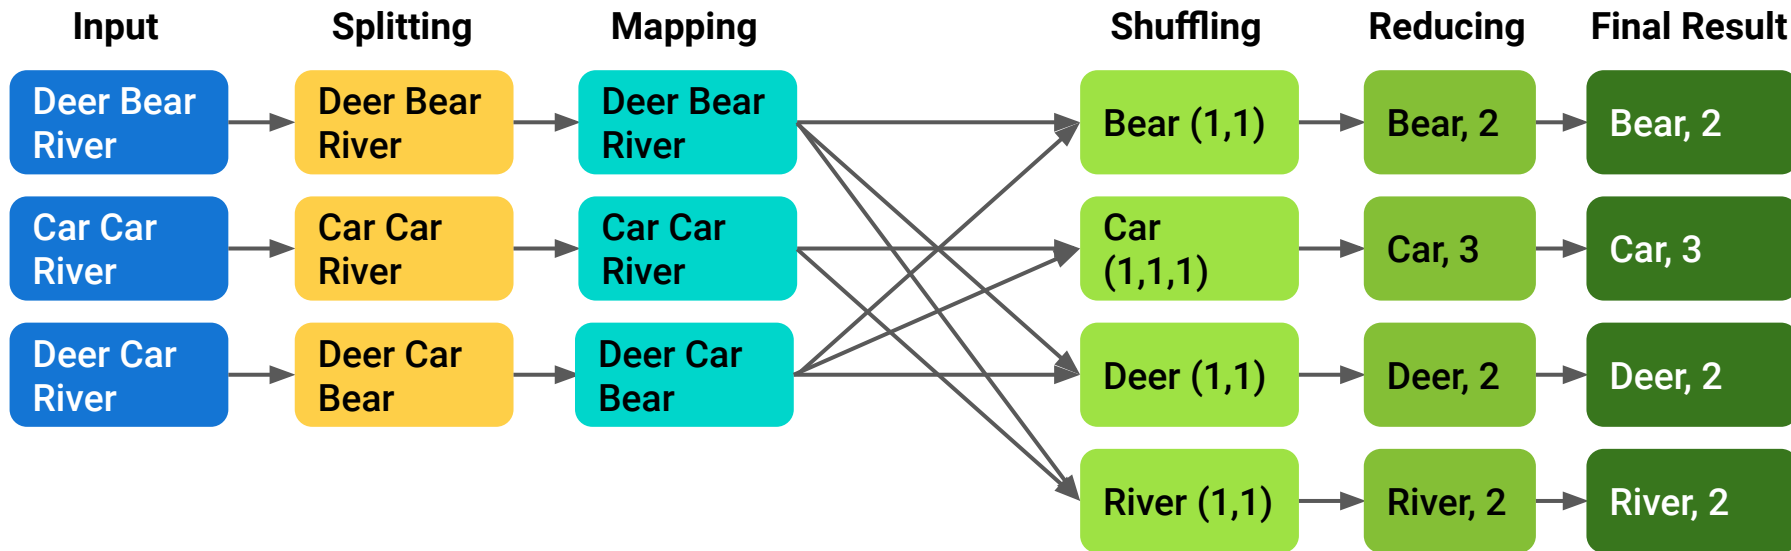 Input
Splitting
Mapping
Shuffling
Reducing
Final Result
Deer Bear
River
Deer Bear
River
Deer Bear
River
Bear (1,1)
Bear, 2
Bear, 2
Car Car
River
Car Car
River
Car Car
River
Car
(1,1,1)
Car, 3
Car, 3
Deer Car
River
Deer Car
Bear
Deer Car
Bear
Deer (1,1)
Deer, 2
Deer, 2
River (1,1)
River, 2
River, 2